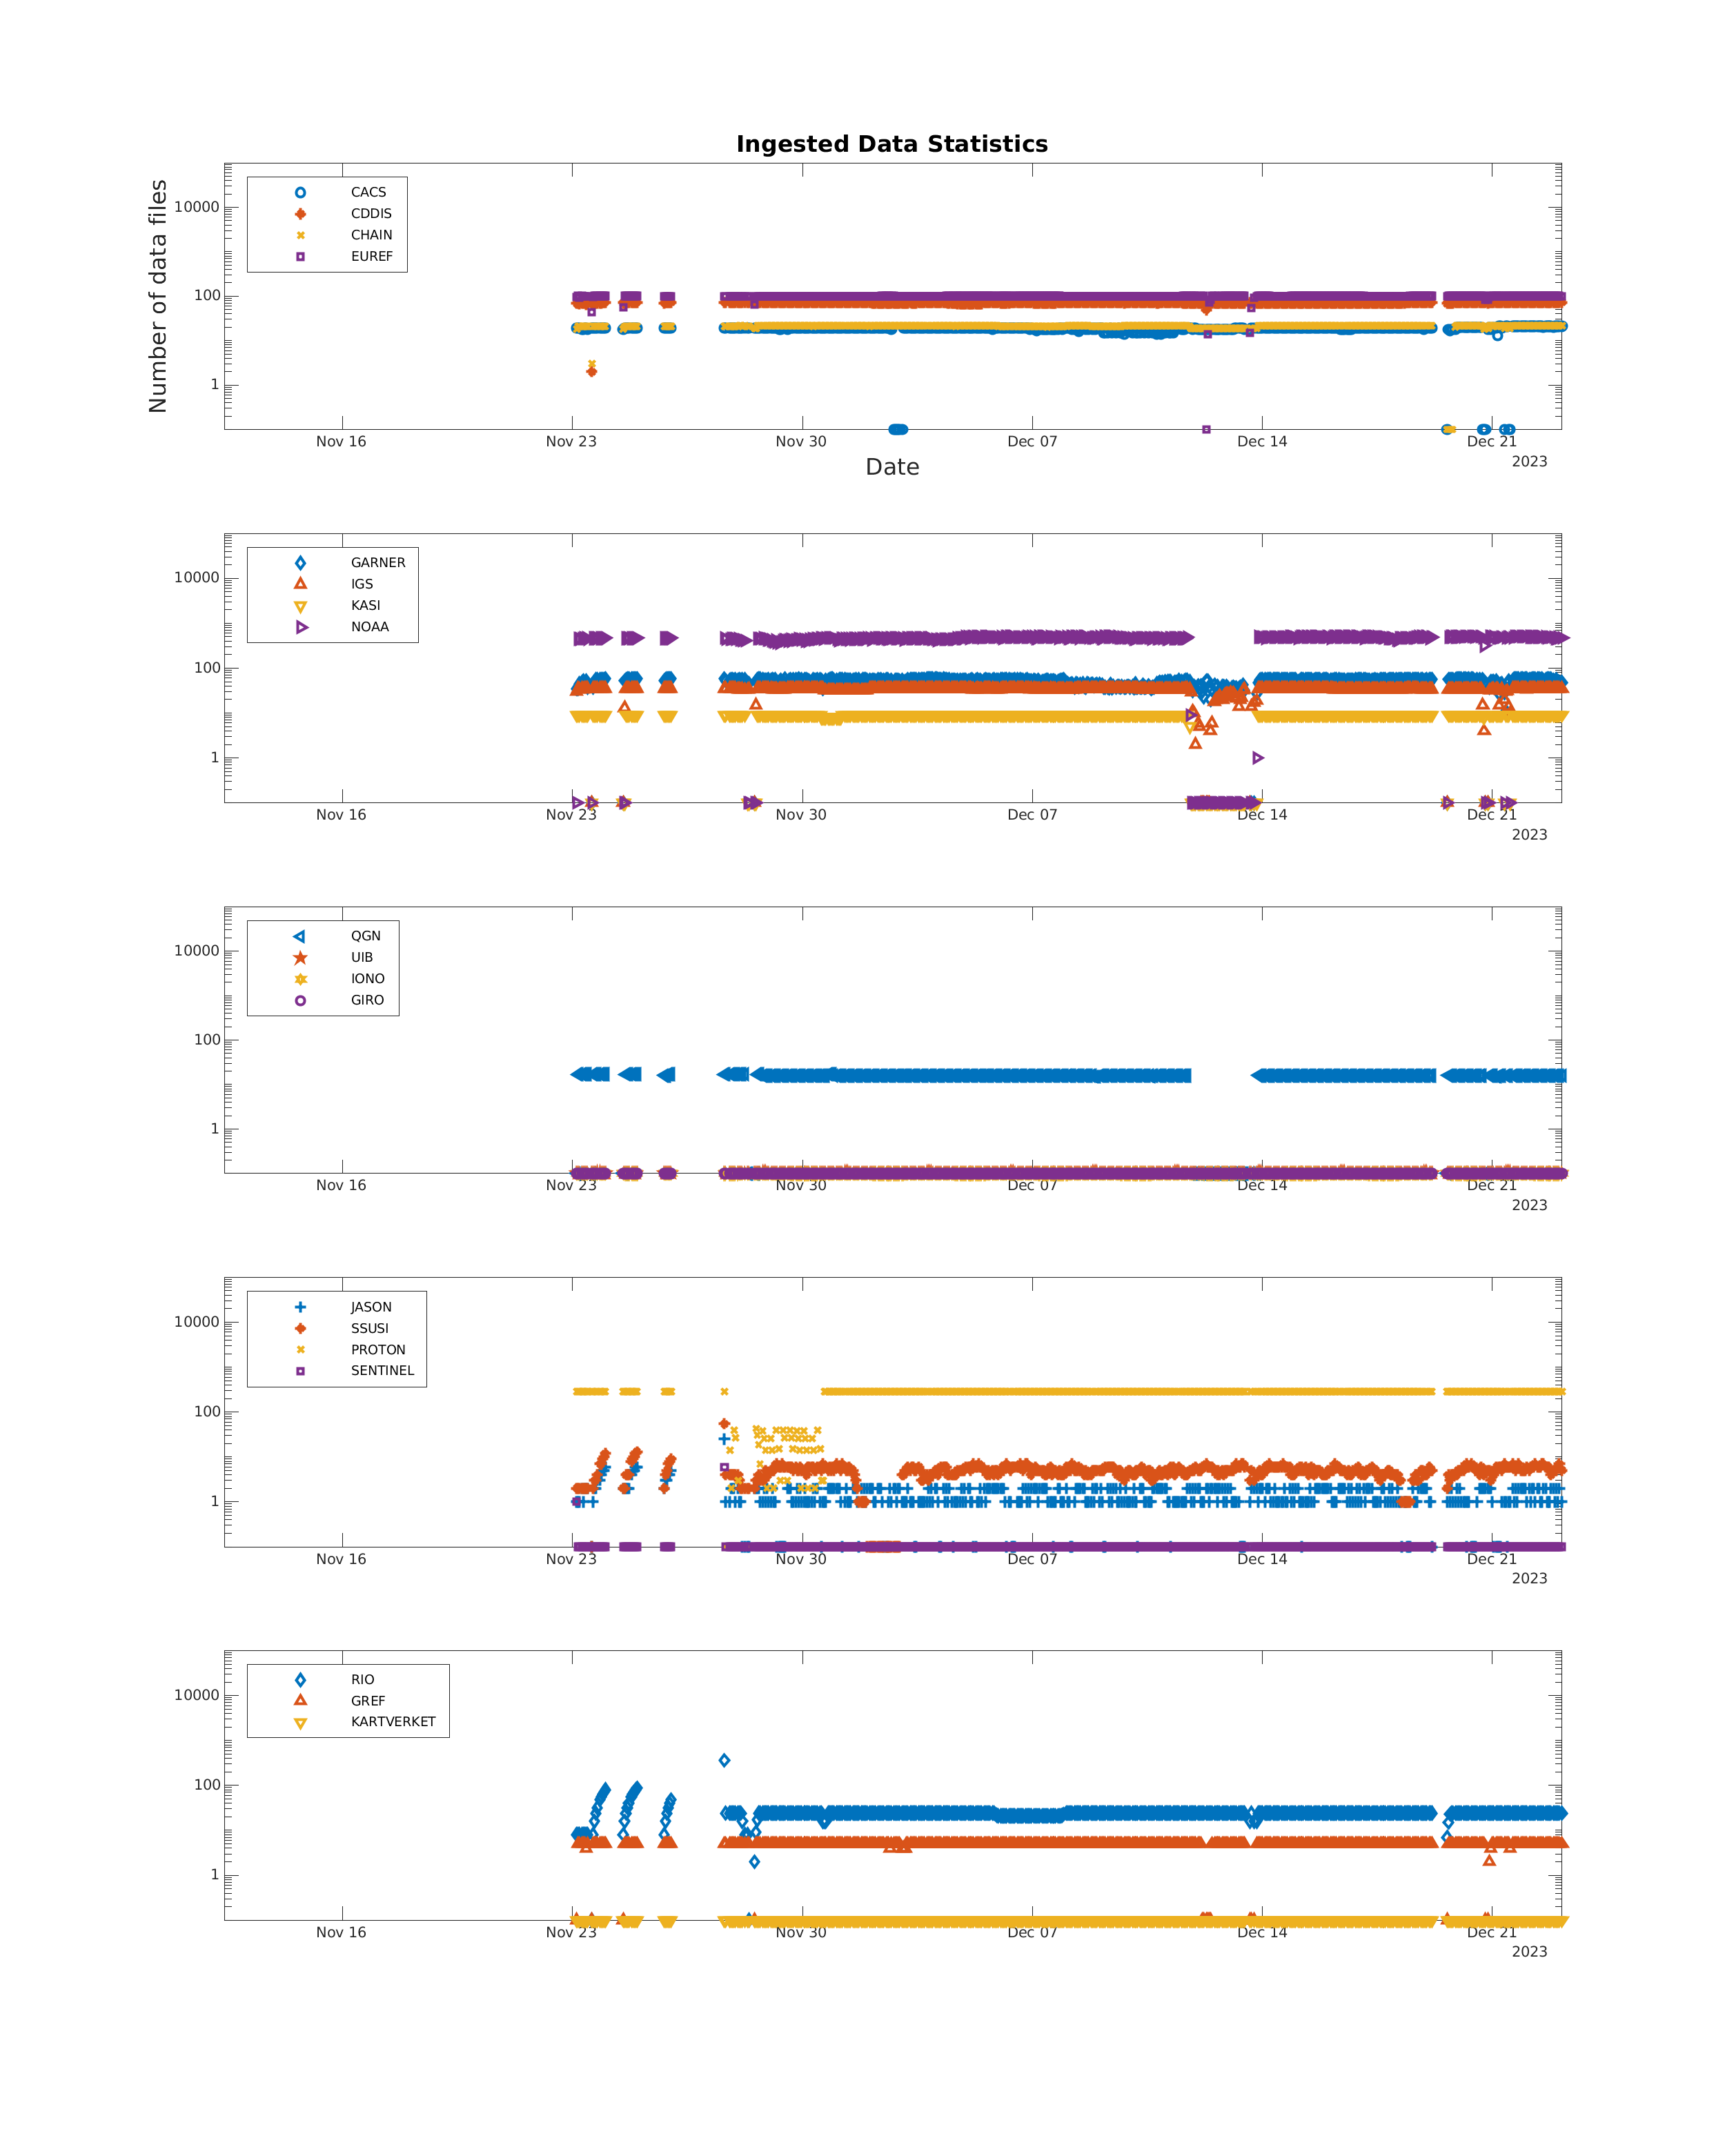 Ingested Data Statistics
Number of data files
10000
100
1
CACS
CDDIS
CHAIN
EUREF
Nov 16
Nov 23
Nov 30
Dec 07
Dec 14
Dec 21
2023
Date
10000
100
1
GARNER
IGS
KASI
NOAA
Nov 16
Nov 23
Nov 30
Dec 07
Dec 14
Dec 21
2023
10000
100
1
QGN
UIB
IONO
GIRO
Nov 16
Nov 23
Nov 30
Dec 07
Dec 14
Dec 21
2023
10000
100
1
JASON
SSUSI
PROTON
SENTINEL
Nov 16
Nov 23
Nov 30
Dec 07
Dec 14
Dec 21
2023
10000
100
1
RIO
GREF
KARTVERKET
Nov 16
Nov 23
Nov 30
Dec 07
Dec 14
Dec 21
2023